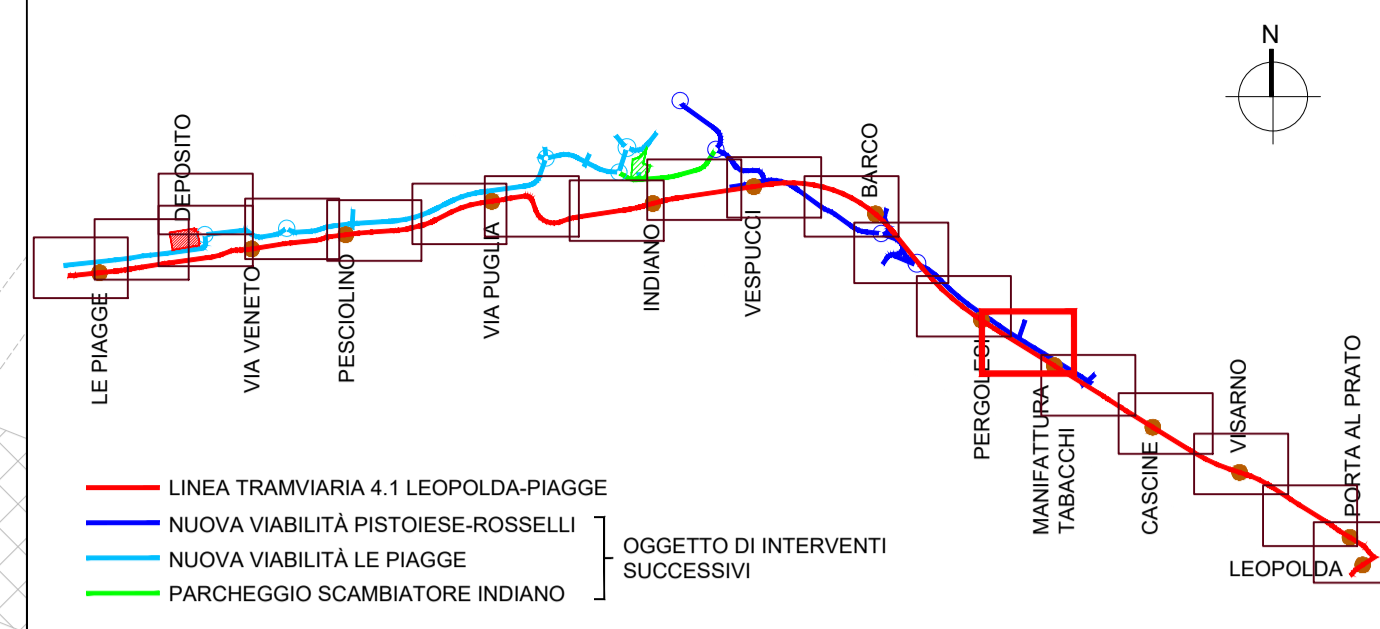 N
DEPOSITO
BARCO
LE PIAGGE
VIA VENETO
PESCIOLINO
VIA PUGLIA
INDIANO
VESPUCCI
PERGOLESI
MANIFATTURA
TABACCHI
CASCINE
VISARNO
PORTA AL PRATO
LEOPOLDA
LINEA TRAMVIARIA 4.1 LEOPOLDA-PIAGGE
NUOVA VIABILITÀ PISTOIESE-ROSSELLI
NUOVA VIABILITÀ LE PIAGGE
PARCHEGGIO SCAMBIATORE INDIANO
OGGETTO DI INTERVENTI
SUCCESSIVI